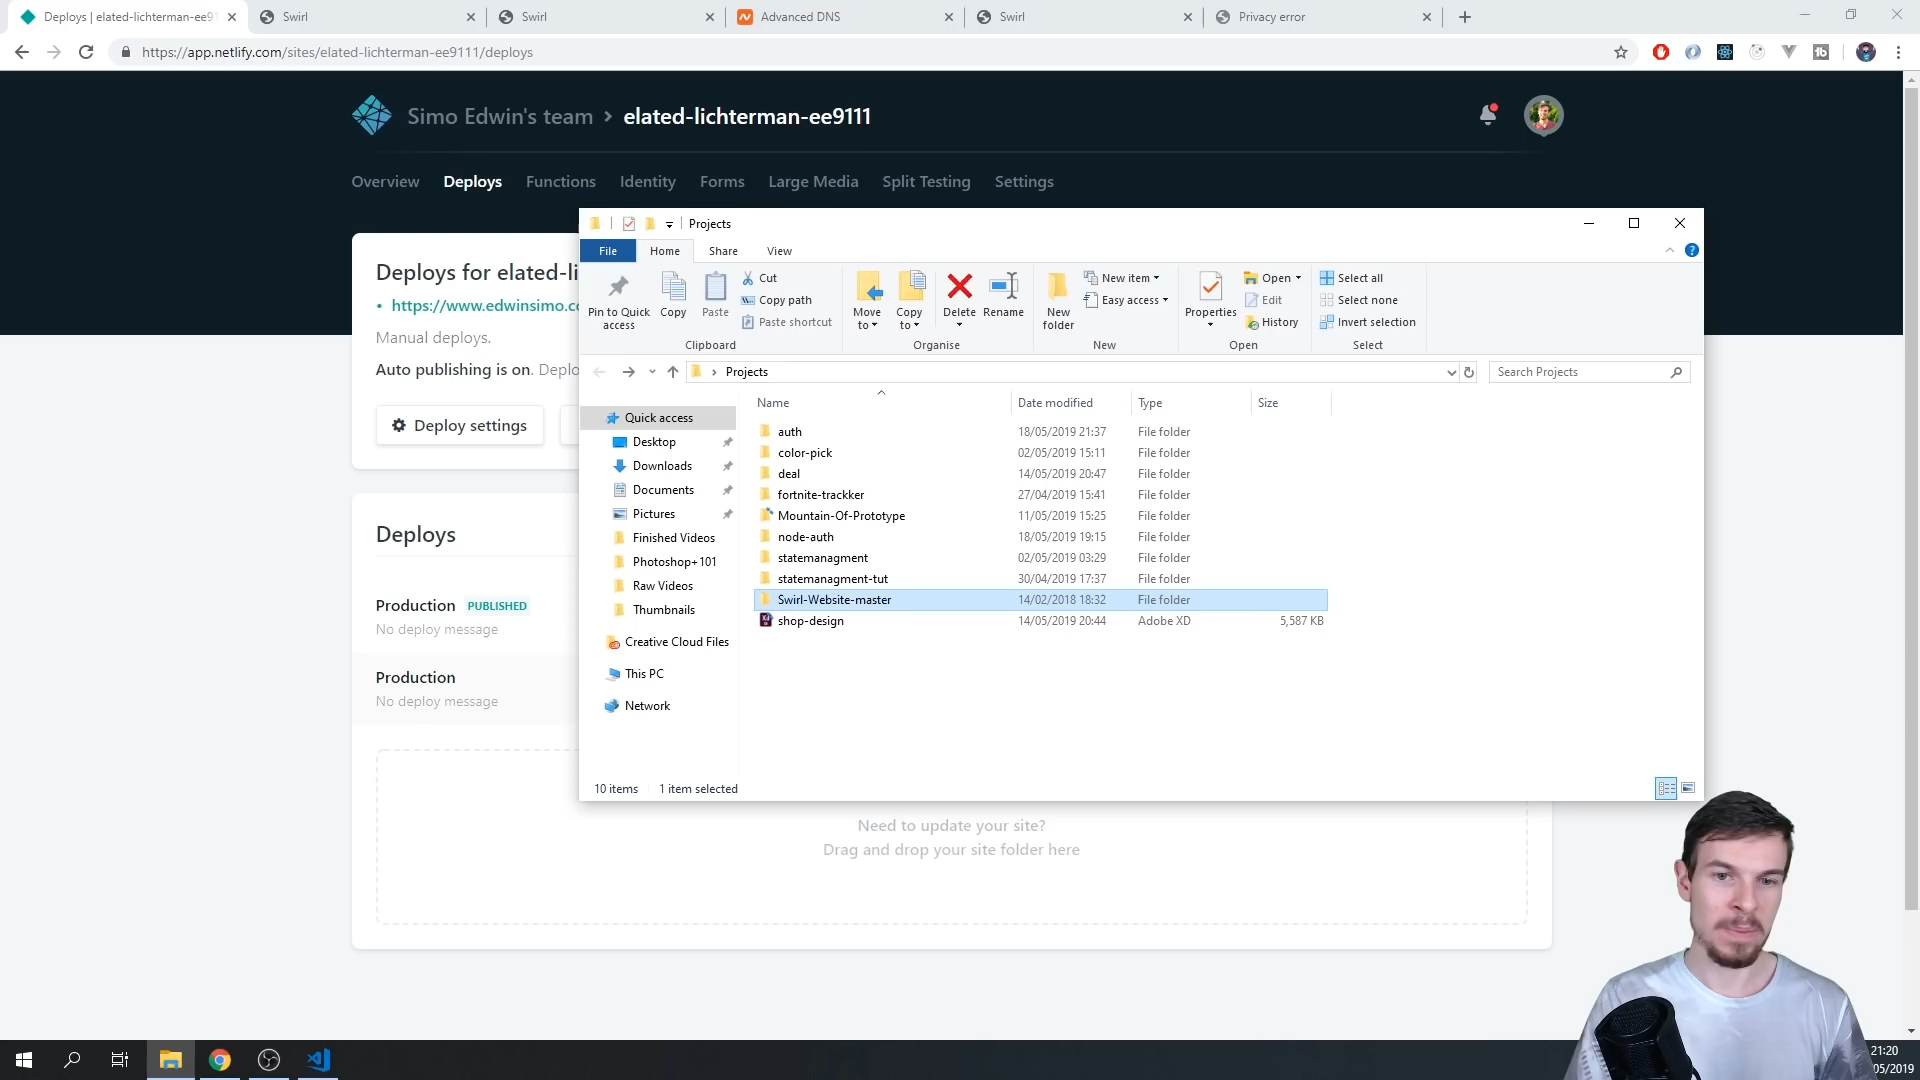 Deploys | elated-lichterman-ee91
Swirl
Swirl
Advanced DNS
Swirl
Privacy error
https://app.netlify.com/sites/elated-lichterman-ee9111/deploys
Simo Edwin's team > elated-lichterman-ee9111
Overview Deploys Functions Identity Forms Large Media Split Testing Settings
Deploys for elated-li
• https://www.edwinsimo.co
Manual deploys.
Auto publishing is on. Deplo
Deploy settings
Deploys
Production PUBLISHED
No deploy message
Production
No deploy message
Need to update your site?
Drag and drop your site folder here
Projects
File Home Share View
Pin to Quick access
Copy
Paste
Cut
Copy path
Paste shortcut
Clipboard
Move to
Copy to
Delete
Rename
Organise
New folder
New item
Easy access
New
Properties
Open
Edit
History
Open
Select all
Select none
Invert selection
Select
Projects
Search Projects
Quick access
Desktop
Downloads
Documents
Pictures
Finished Videos
Photoshop+101
Raw Videos
Thumbnails
Creative Cloud Files
This PC
Network
Name Date modified Type Size
auth 18/05/2019 21:37 File folder
color-pick 02/05/2019 15:11 File folder
deal 14/05/2019 20:47 File folder
fortnite-trackker 27/04/2019 15:41 File folder
Mountain-Of-Prototype 11/05/2019 15:25 File folder
node-auth 18/05/2019 19:15 File folder
statemanagment 02/05/2019 03:29 File folder
statemanagment-tut 30/04/2019 17:37 File folder
Swirl-Website-master 14/02/2018 18:32 File folder
shop-design 14/05/2019 20:44 Adobe XD 5,587 KB
10 items 1 item selected
21:20
05/2019